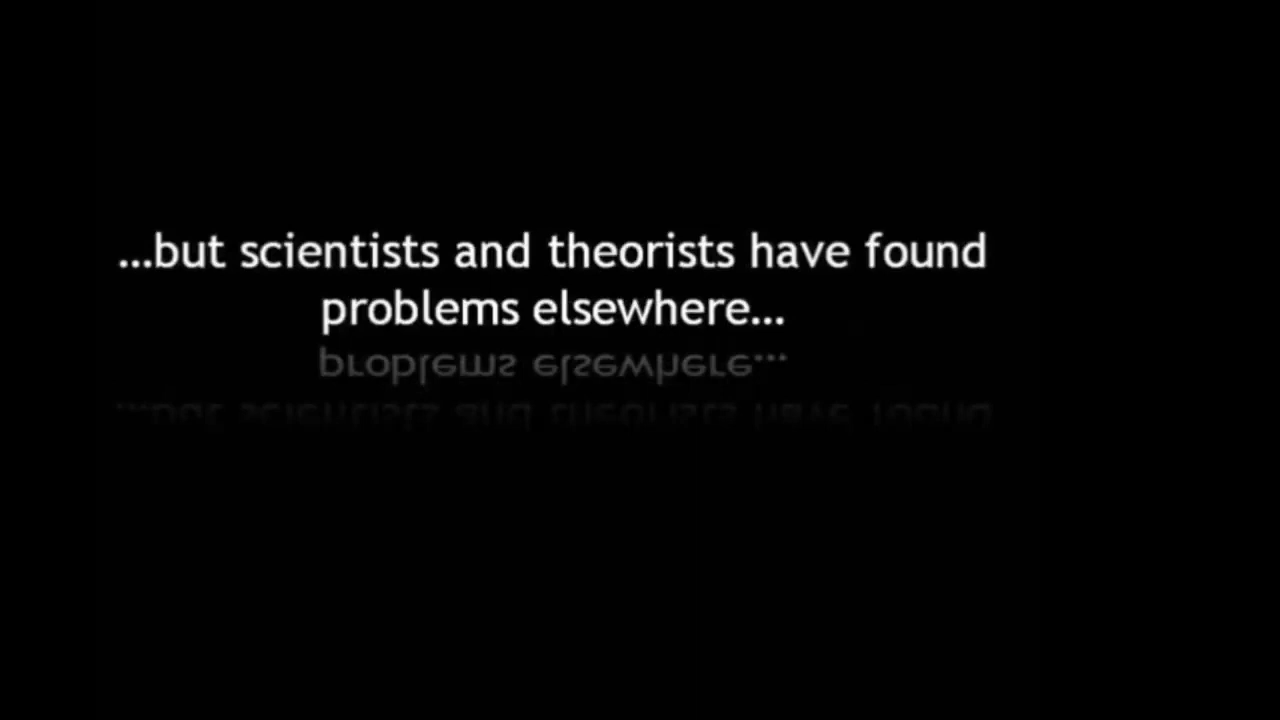 ...but scientists and theorists have found
problems elsewhere...